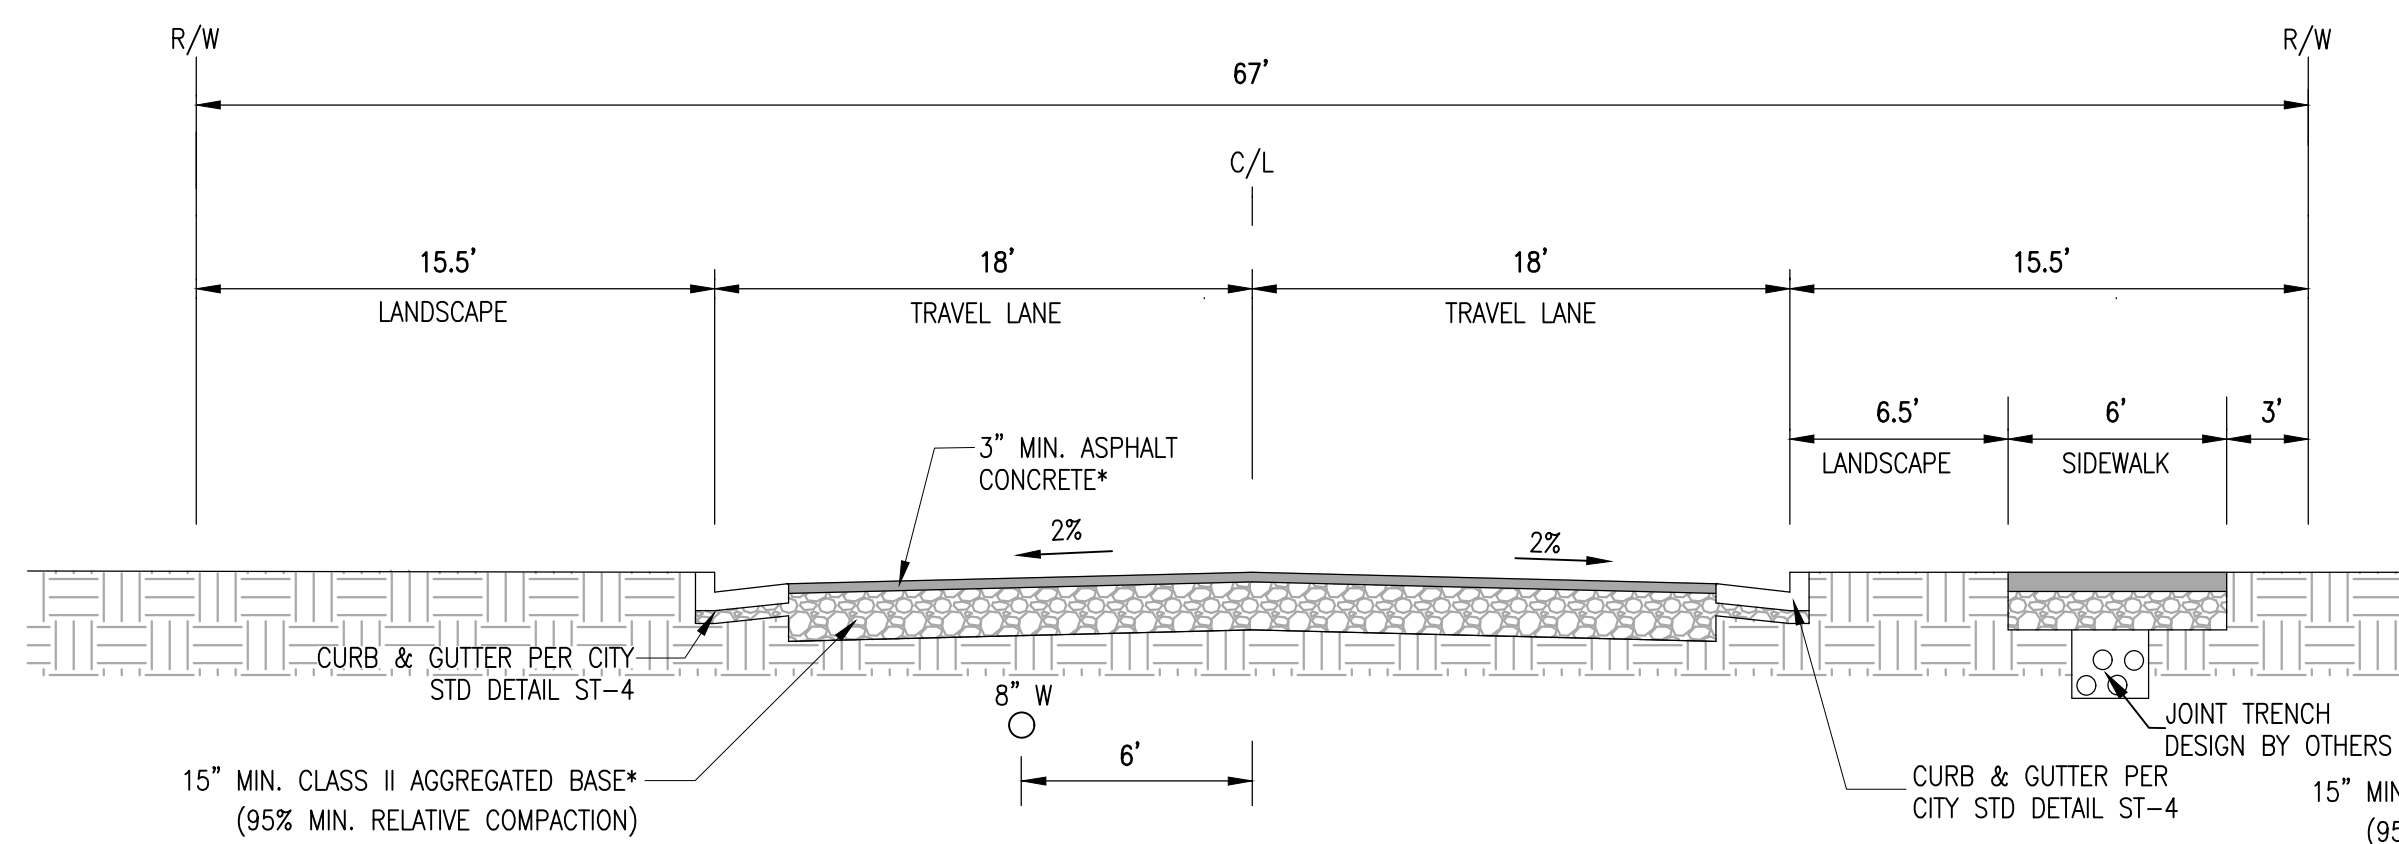 R/W
R/W
67'
C/L
15.5'
18'
18'
15.5'
LANDSCAPE
TRAVEL LANE
TRAVEL LANE
6.5'
6'
3'
LANDSCAPE
SIDEWALK
3" MIN. ASPHALT
CONCRETE*
2%
2%
CURB & GUTTER PER CITY
STD DETAIL ST-4
8" W
6'
JOINT TRENCH
DESIGN BY OTHERS
15" MIN. CLASS II AGGREGATED BASE*
(95% MIN. RELATIVE COMPACTION)
CURB & GUTTER PER
CITY STD DETAIL ST-4
15" MIN
(95